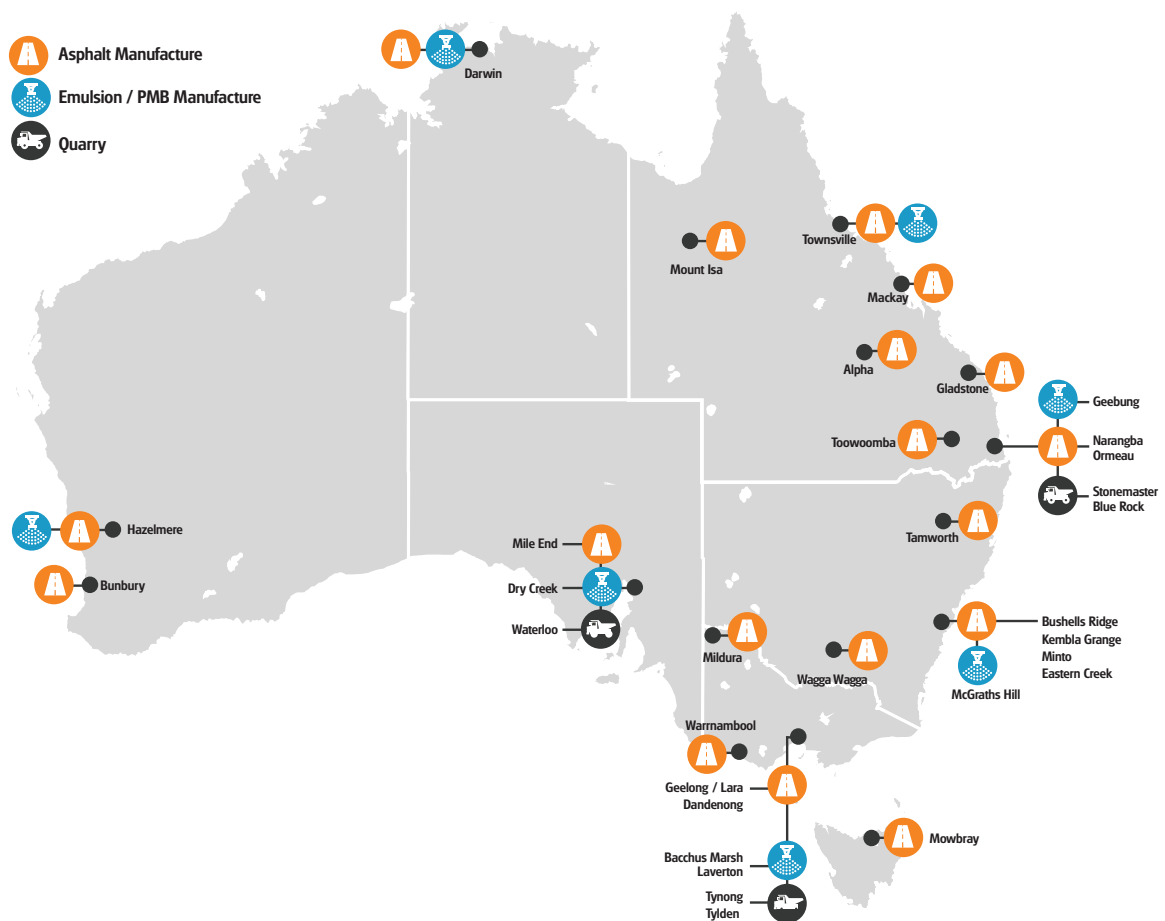 Asphalt Manufacture
Emulsion / PMB Manufacture
Quarry
Darwin
Townsville
Mount Isa
Mackay
Alpha
Gladstone
Geebung
Toowoomba
Narangba
Ormeau
Stonemaster
Blue Rock
Hazelmere
Bunbury
Mile End
Dry Creek
Waterloo
Tamworth
Mildura
Wagga Wagga
Bushells Ridge
Kembla Grange
Minto
Eastern Creek
McGraths Hill
Warrnambool
Geelong / Lara
Dandenong
Mowbray
Bacchus Marsh
Laverton
Tynong
Tylden